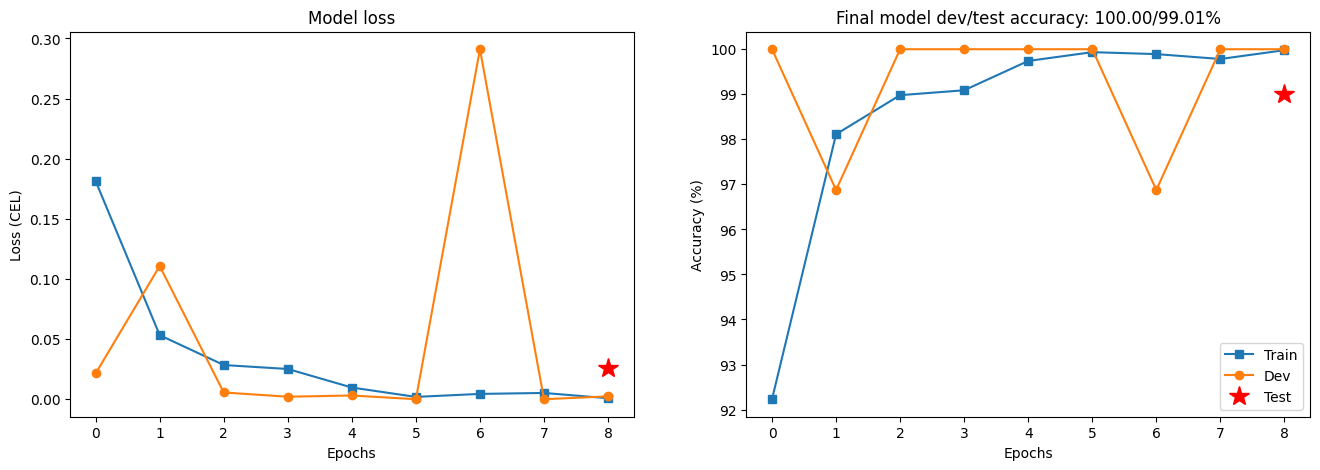 Model loss
Loss (CEL)
0.30
0.25
0.20
0.15
0.10
0.05
0.00
0 1 2 3 4 5 6 7 8
Epochs
Final model dev/test accuracy: 100.00/99.01%
Accuracy (%)
100
99
98
97
96
95
94
93
92
0 1 2 3 4 5 6 7 8
Epochs
Train
Dev
Test